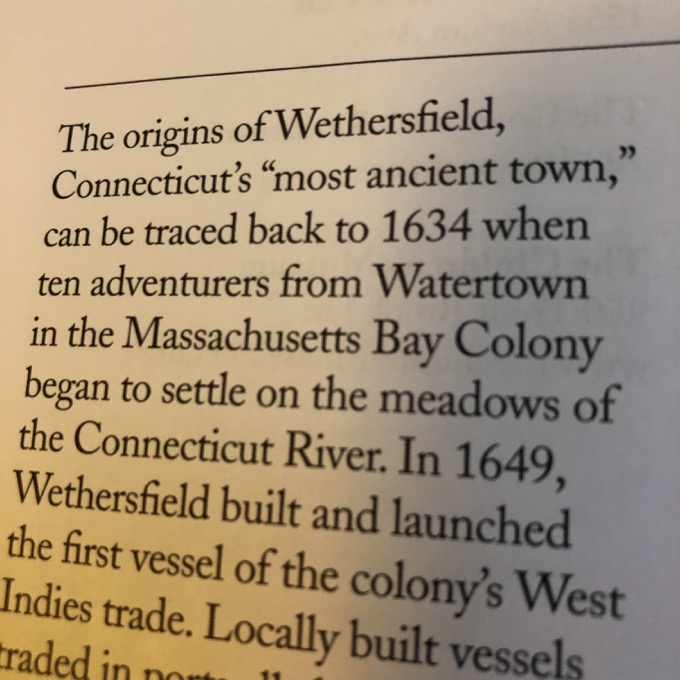 The origins of Wethersfield,
Connecticut’s “most ancient town,”
can be traced back to 1634 when
ten adventurers from Watertown
in the Massachusetts Bay Colony
began to settle on the meadows of
the Connecticut River. In 1649,
Wethersfield built and launched
the first vessel of the colony’s West
Indies trade. Locally built vessels
traded in